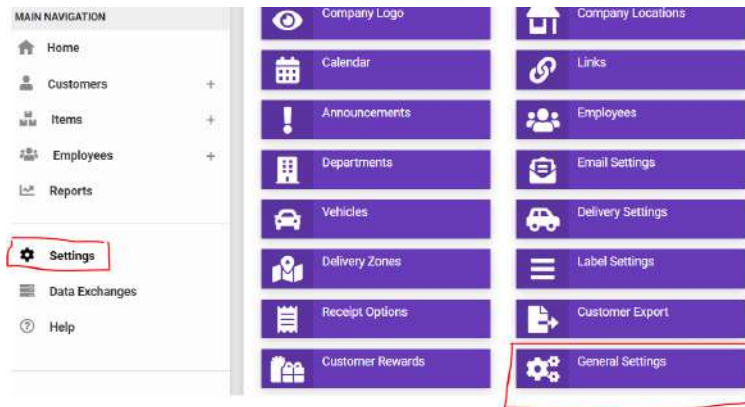 MAIN NAVIGATION
Home
Customers +
Items +
Employees +
Reports
Settings
Data Exchanges
Help
Company Logo
Company Locations
Calendar
Links
Announcements
Employees
Departments
Email Settings
Vehicles
Delivery Settings
Delivery Zones
Label Settings
Receipt Options
Customer Export
Customer Rewards
General Settings